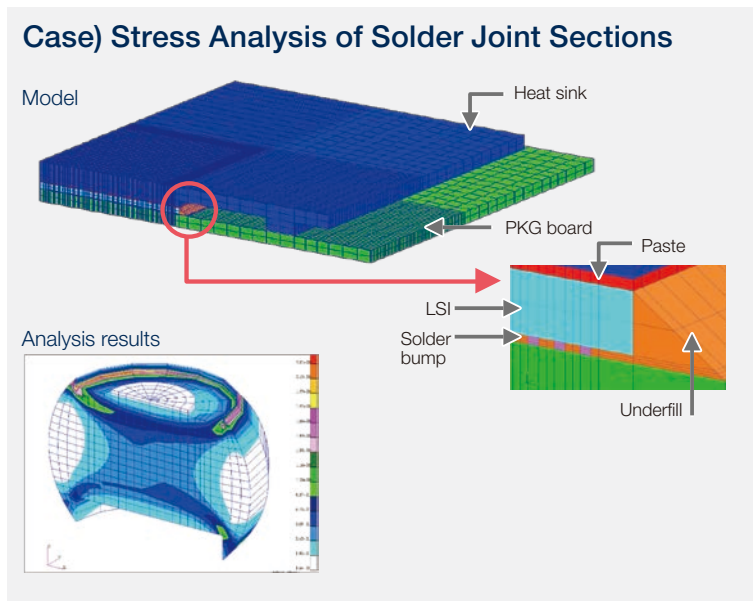 Case) Stress Analysis of Solder Joint Sections
Model
Heat sink
PKG board
Paste
LSI
Solder
bump
Underfill
Analysis results